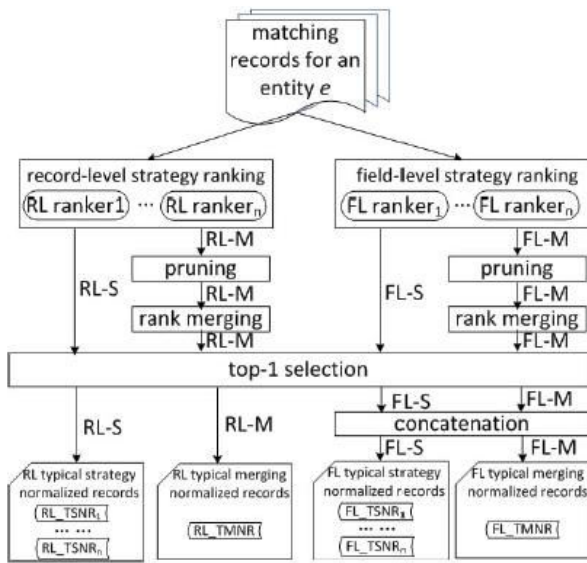 matching
records for an
entity e
record-level strategy ranking
RL ranker1 ... RL rankerₙ
field-level strategy ranking
FL ranker₁ ... FL rankerₙ
RL-M
FL-M
pruning
pruning
RL-S
RL-M
FL-S
FL-M
rank merging
rank merging
RL-M
FL-M
top-1 selection
RL-S
RL-M
FL-S
FL-M
concatenation
FL-S
FL-M
RL typical strategy
normalized records
RL_TSNR₁
... ...
RL_TSNRₙ
RL typical merging
normalized records
RL_TMNR
FL typical strategy
normalized records
FL_TSNR₁
... ...
FL_TSNRₙ
FL typical merging
normalized records
FL_TMNR